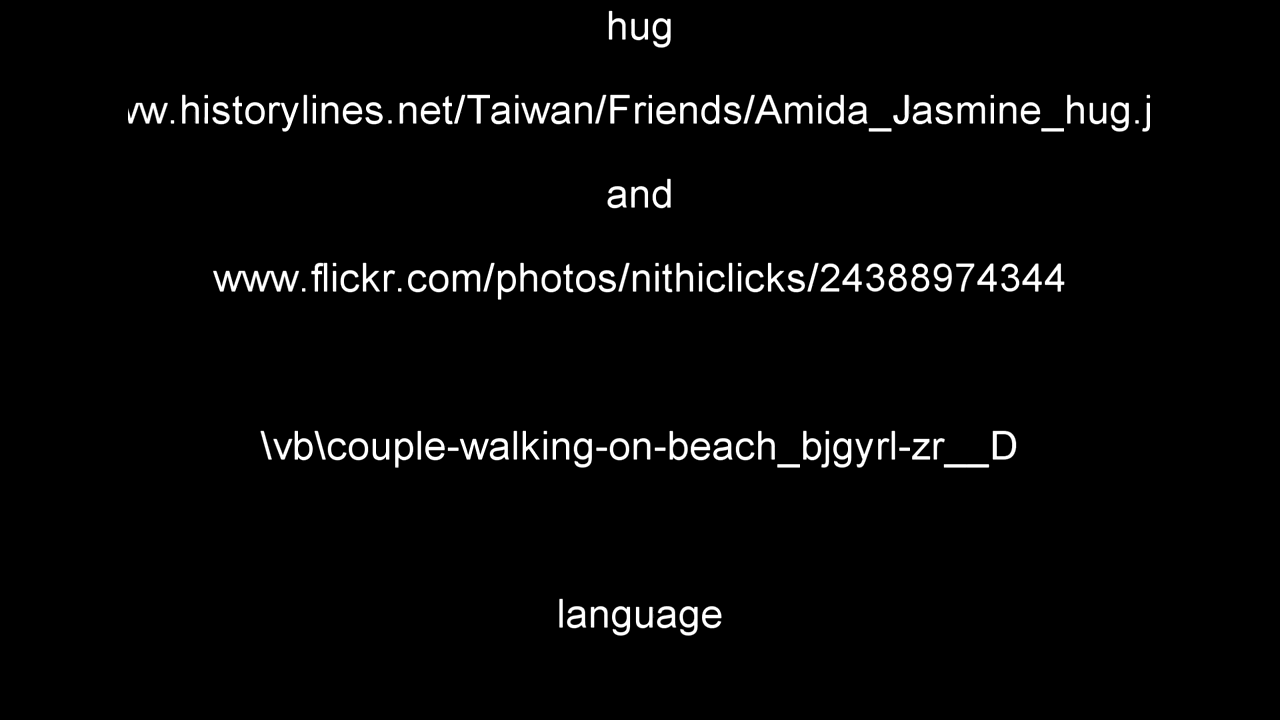 hug
w.historylines.net/Taiwan/Friends/Amida_Jasmine_hug.j
and
www.flickr.com/photos/nithiclicks/24388974344
\vb\couple-walking-on-beach_bjgyrl-zr__D
language